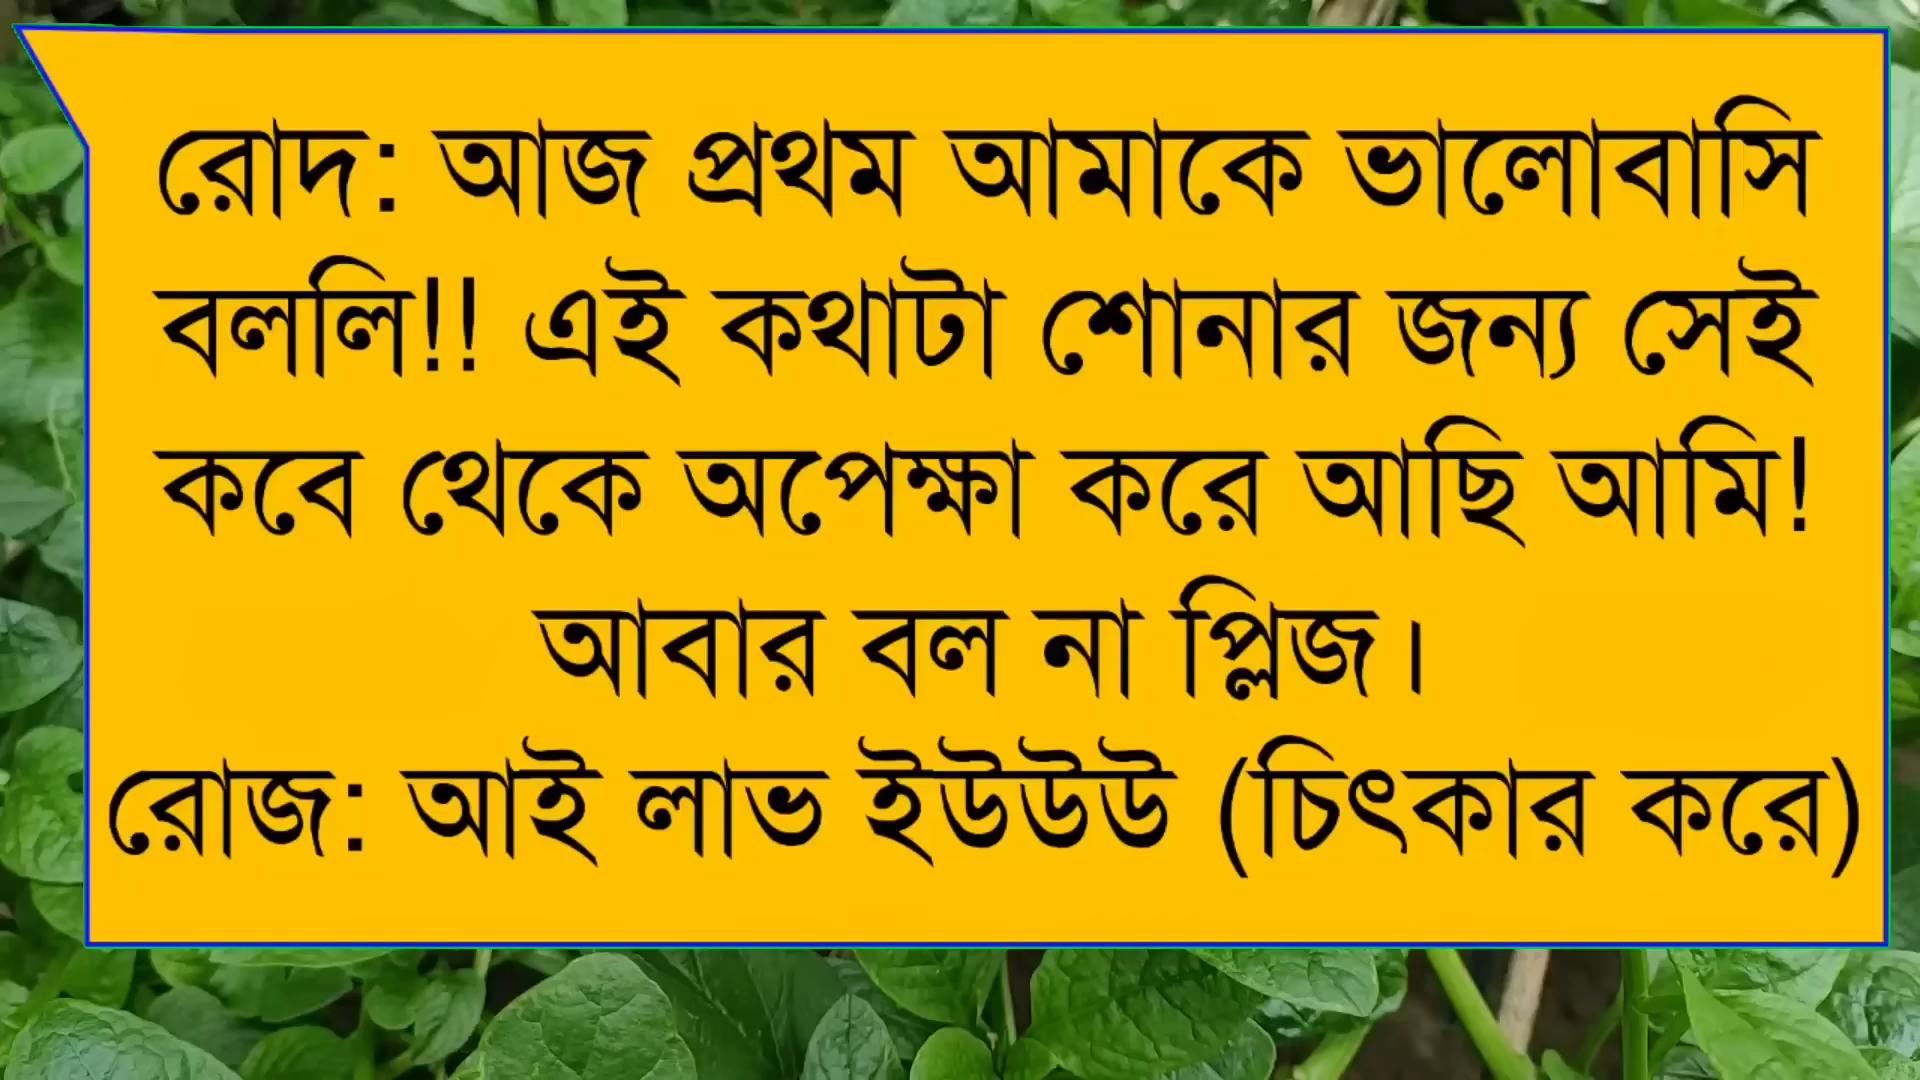 রোদ: আজ প্রথম আমাকে ভালোবাসি
বললি!! এই কথাটা শোনার জন্য সেই
কবে থেকে অপেক্ষা করে আছি আমি!
আবার বল না প্লিজ।
রোজ: আই লাভ ইউউউ (চিৎকার করে)